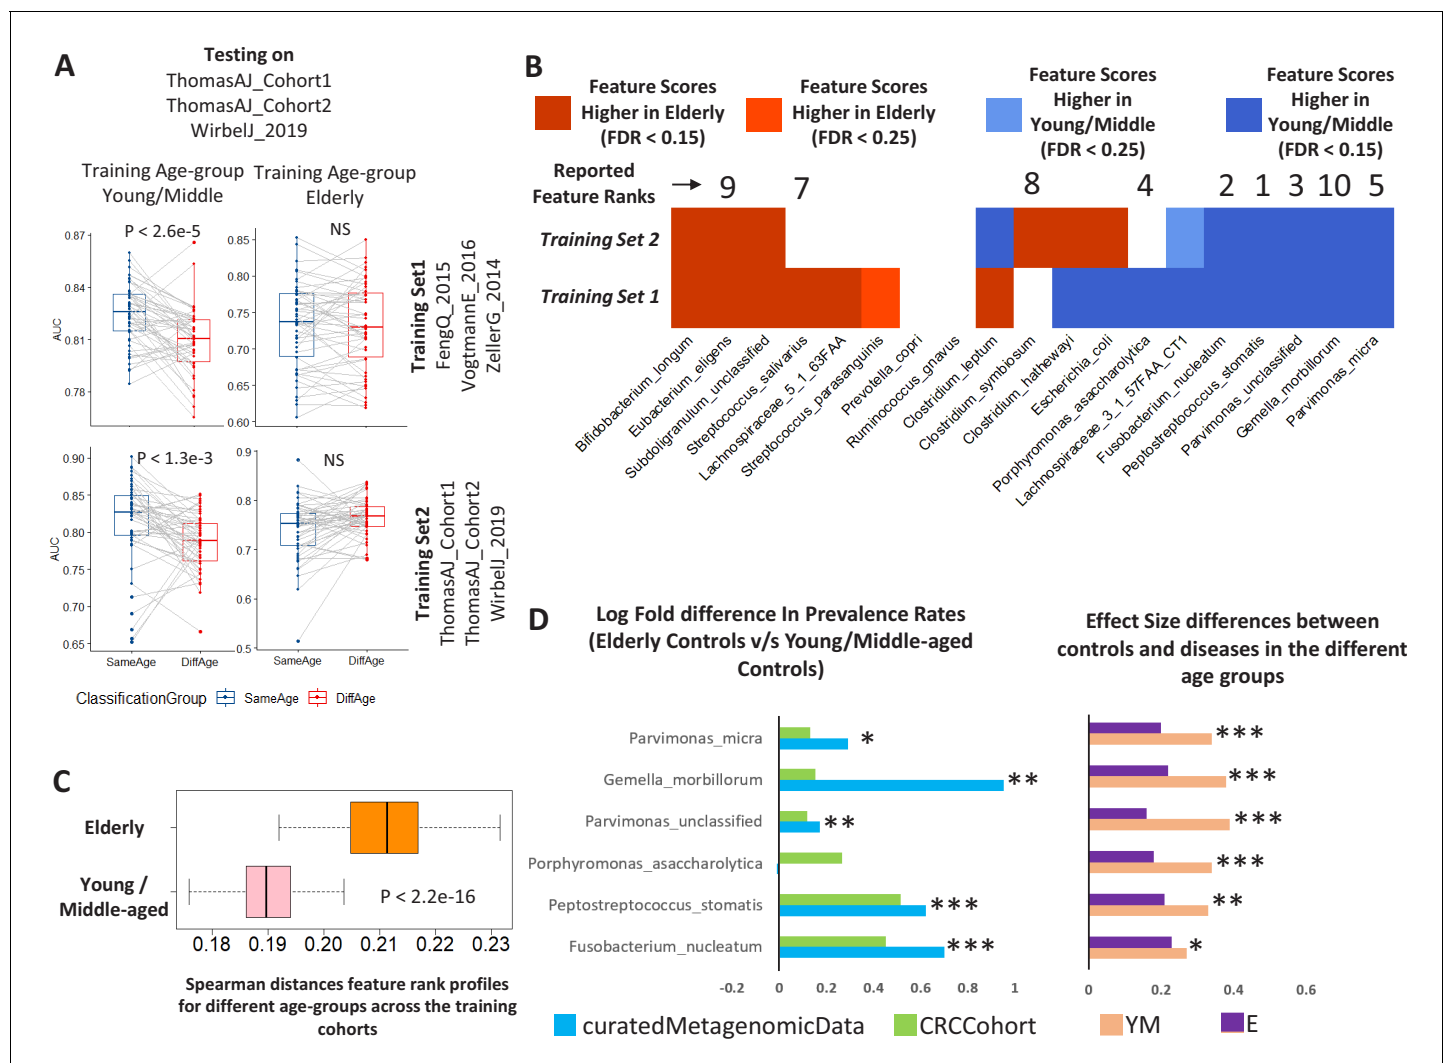 A
Testing on
ThomasAJ_Cohort1
ThomasAJ_Cohort2
WirbelJ_2019
Training Age-group
Young/Middle
Training Age-group
Elderly
P < 2.6e-5
NS
0.87
0.84
0.81
0.78
AUC
0.85
0.80
0.75
0.70
0.65
0.60
Training Set1
FengQ_2015
VogtmannE_2016
ZellerG_2014
P < 1.3e-3
NS
0.90
0.85
0.80
0.75
0.70
0.65
AUC
0.9
0.8
0.7
0.6
0.5
Training Set2
ThomasAJ_Cohort1
ThomasAJ_Cohort2
WirbelJ_2019
SameAge
DiffAge
SameAge
DiffAge
ClassificationGroup
SameAge
DiffAge
B
Feature Scores
Higher in Elderly
(FDR < 0.15)
Feature Scores
Higher in Elderly
(FDR < 0.25)
Feature Scores
Higher in
Young/Middle
(FDR < 0.25)
Feature Scores
Higher in
Young/Middle
(FDR < 0.15)
Reported
Feature Ranks
9
7
8
4
2
1
3
10
5
Training Set 2
Training Set 1
Bifidobacterium_longum
Eubacterium_eligens
Subdoligranulum_unclassified
Streptococcus_salivarius
Lachnospiraceae_5_1_63FAA
Streptococcus_parasanguinis
Prevotella_copri
Ruminococcus_gnavus
Clostridium_leptum
Clostridium_symbiosum
Clostridium_hathewayi
Escherichia_coli
Porphyromonas_asaccharolytica
Lachnospiraceae_3_1_57FAA_CT1
Fusobacterium_nucleatum
Peptostreptococcus_stomatis
Parvimonas_unclassified
Gemella_morbillorum
Parvimonas_micra
C
Elderly
Young /
Middle-aged
P < 2.2e-16
0.18
0.19
0.20
0.21
0.22
0.23
Spearman distances feature rank profiles
for different age-groups across the training
cohorts
D
Log Fold difference In Prevalence Rates
(Elderly Controls v/s Young/Middle-aged
Controls)
Parvimonas_micra
*
Gemella_morbillorum
**
Parvimonas_unclassified
**
Porphyromonas_asaccharolytica
Peptostreptococcus_stomatis
***
Fusobacterium_nucleatum
***
-0.2
0
0.2
0.4
0.6
0.8
1
curatedMetagenomicData
CRCCohort
Effect Size differences between
controls and diseases in the different
age groups
***
***
***
***
**
*
0
0.2
0.4
0.6
YM
E